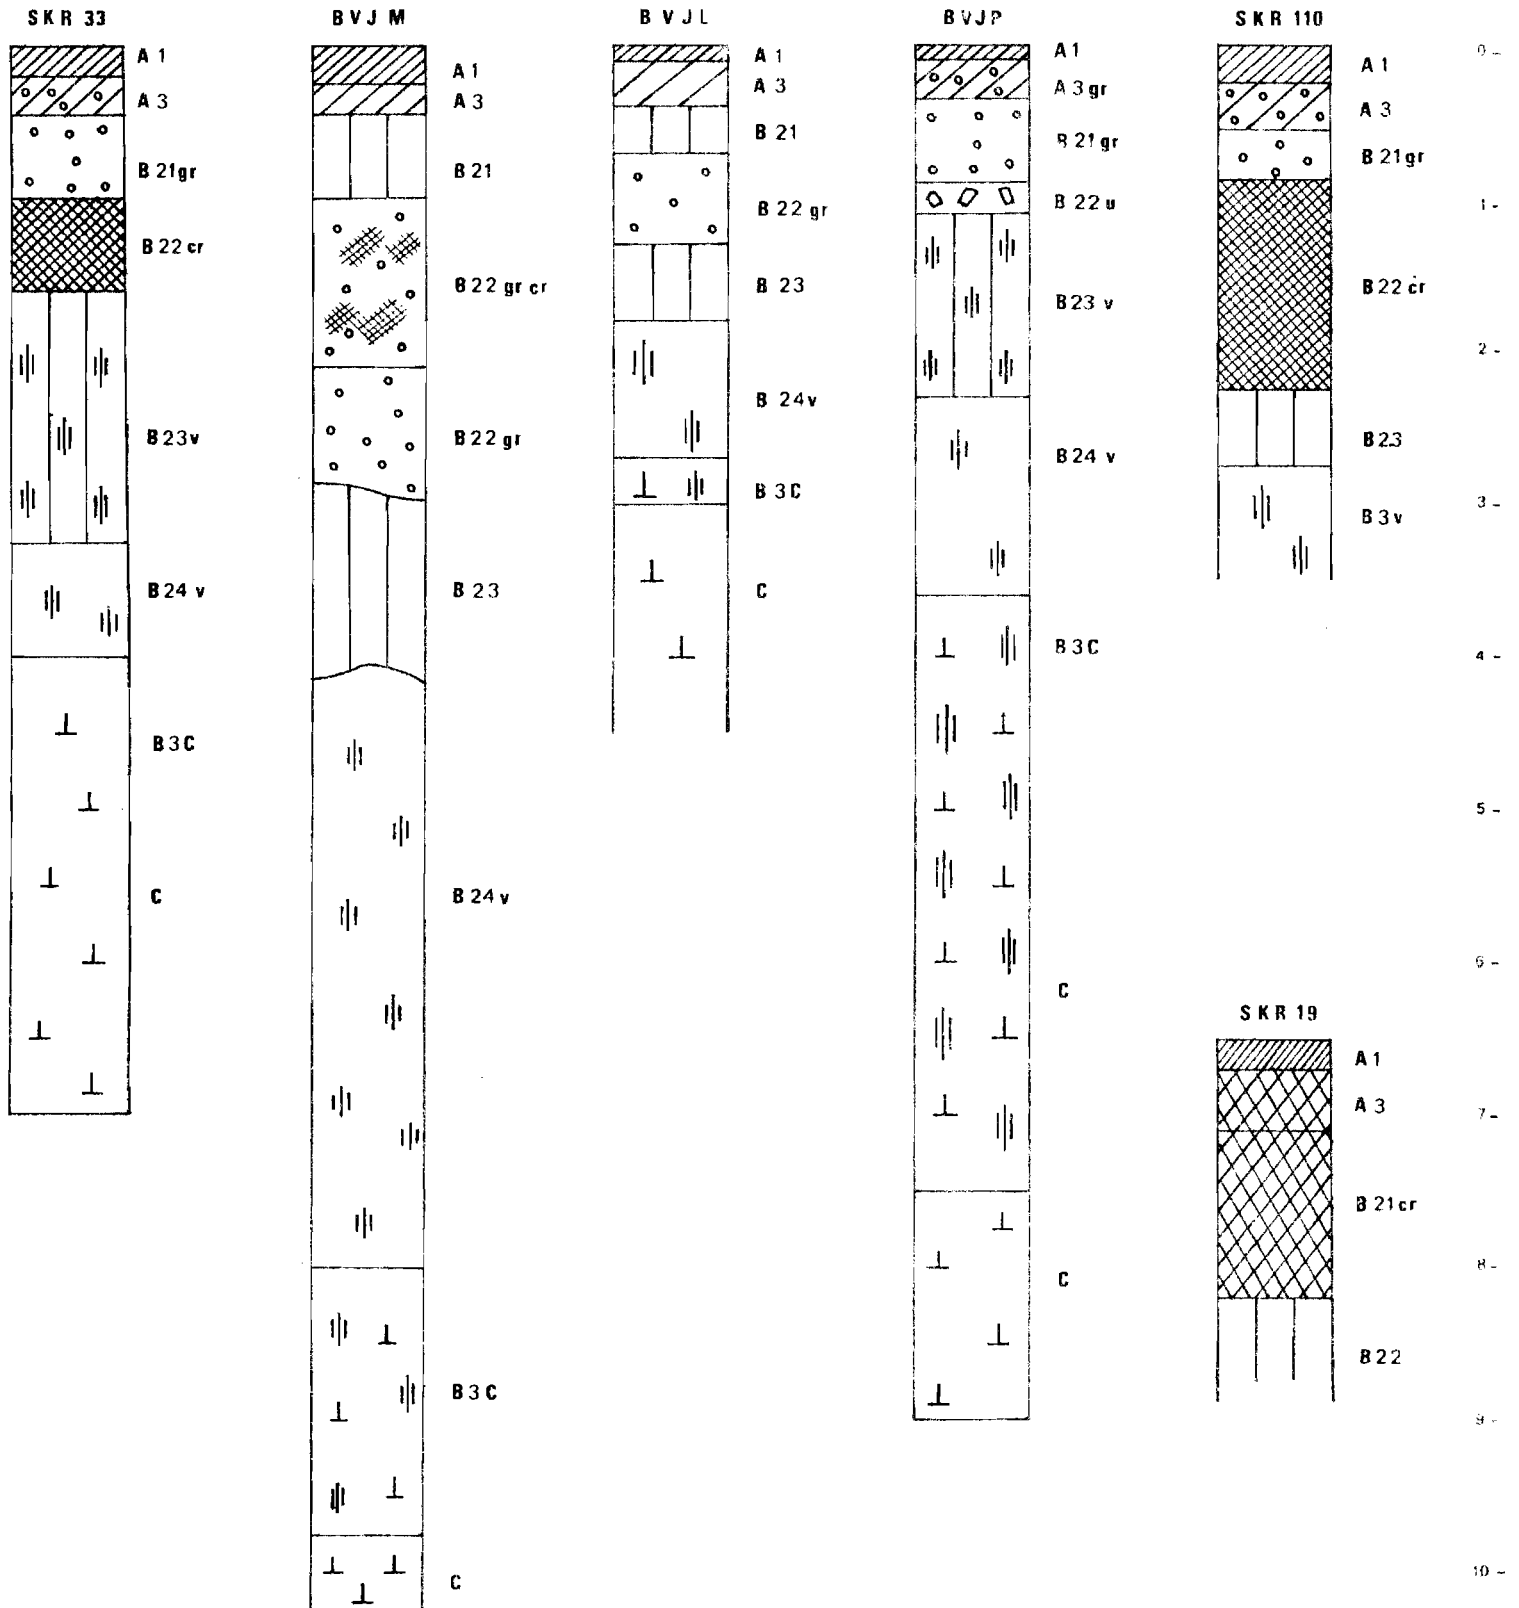 SKR 33
A1
A3
B21gr
B22cr
B23v
B24v
B3C
C
BVJM
A1
A3
B21
B22 gr cr
B22 gr
B23
B24v
B3C
C
BVJL
A1
A3
B21
B22 gr
B23
B24v
B3C
C
BVJP
A1
A3gr
B21gr
B22u
B23v
B24v
B3C
C
C
SKR 110
A1
A3
B21gr
B22cr
B23
B3v
SKR 19
A1
A3
B21cr
B22
0 -
1 -
2 -
3 -
4 -
5 -
6 -
7 -
8 -
9 -
10 -